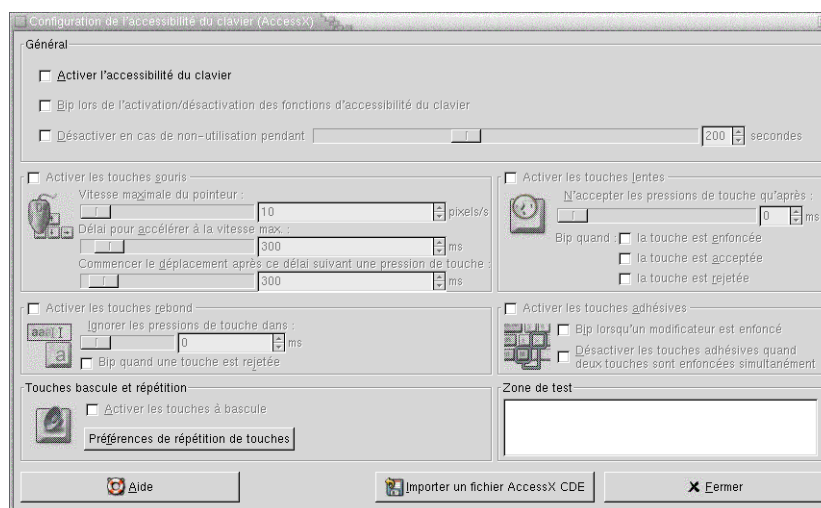 Configuration de l'accessibilité du clavier (AccessX)
Général
Activer l'accessibilité du clavier
Bip lors de l'activation/désactivation des fonctions d'accessibilité du clavier
Désactiver en cas de non-utilisation pendant 200 secondes
Activer les touches souris
Vitesse maximale du pointeur :
10 pixels/s
Délai pour accélérer à la vitesse max. :
300 ms
Commencer le déplacement après ce délai suivant une pression de touche :
300 ms
Activer les touches lentes
N'accepter les pressions de touche qu'après :
0 ms
Bip quand : la touche est enfoncée
la touche est acceptée
la touche est rejetée
Activer les touches rebond
Ignorer les pressions de touche dans :
0 ms
Bip quand une touche est rejetée
aa
a
Activer les touches adhésives
Bip lorsqu'un modificateur est enfoncé
Désactiver les touches adhésives quand
deux touches sont enfoncées simultanément
Touches bascule et répétition
Activer les touches à bascule
Préférences de répétition de touches
Zone de test
Aide
Importer un fichier AccessX CDE
Fermer